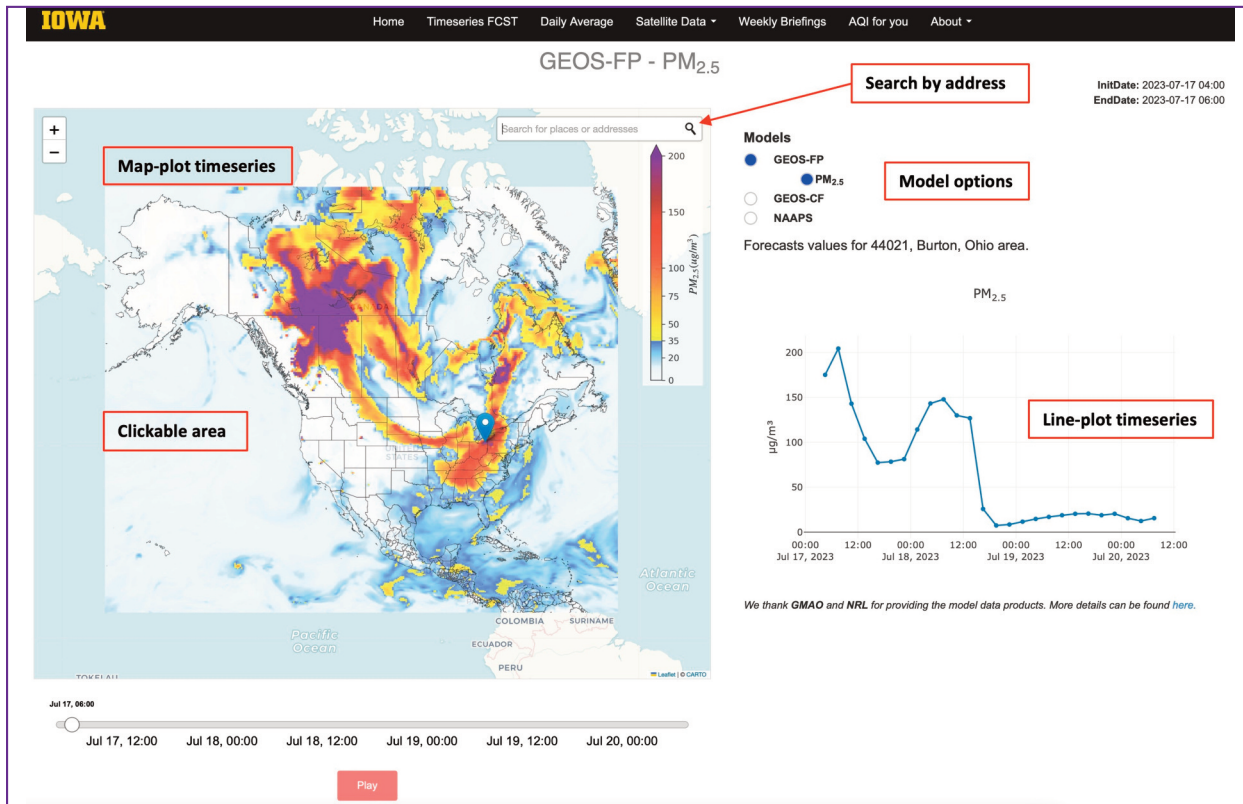 IOWA
Home Timeseries FCST Daily Average Satellite Data Weekly Briefings AQI for you About
GEOS-FP - PM2.5
Search by address
InitDate: 2023-07-17 04:00
EndDate: 2023-07-17 06:00
+
−
Search for places or addresses
Map-plot timeseries
200
150
100
75
50
35
20
0
PM2.5(ug/m³)
CANADA
UNITED
STATES
Clickable area
Atlantic
Ocean
Pacific
Ocean
COLOMBIA SURINAME
ECUADOR
PERU
TOKELAU
Leaflet | © CARTO
Models
GEOS-FP
PM2.5
GEOS-CF
NAAPS
Model options
Forecasts values for 44021, Burton, Ohio area.
PM2.5
Line-plot timeseries
μg/m³
200
150
100
50
0
00:00 12:00 00:00 12:00 00:00 12:00 00:00 12:00
Jul 17, 2023 Jul 18, 2023 Jul 19, 2023 Jul 20, 2023
We thank GMAO and NRL for providing the model data products. More details can be found here.
Jul 17, 06:00
Jul 17, 12:00 Jul 18, 00:00 Jul 18, 12:00 Jul 19, 00:00 Jul 19, 12:00 Jul 20, 00:00
Play